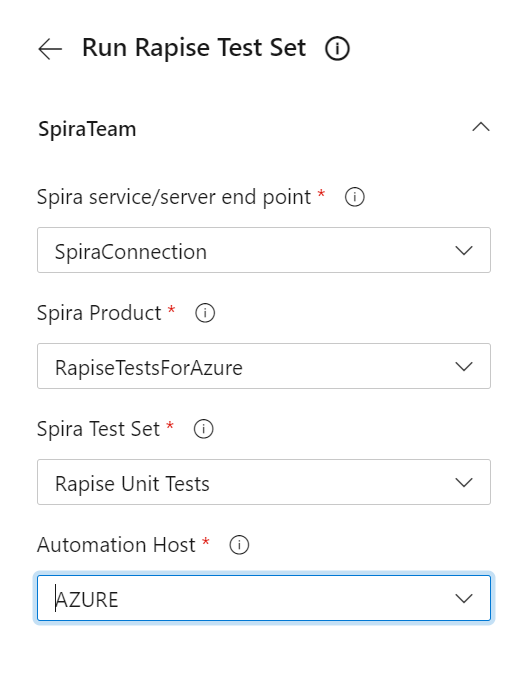 Run Rapise Test Set
SpiraTeam
Spira service/server end point *
SpiraConnection
Spira Product *
RapiseTestsForAzure
Spira Test Set *
Rapise Unit Tests
Automation Host *
AZURE